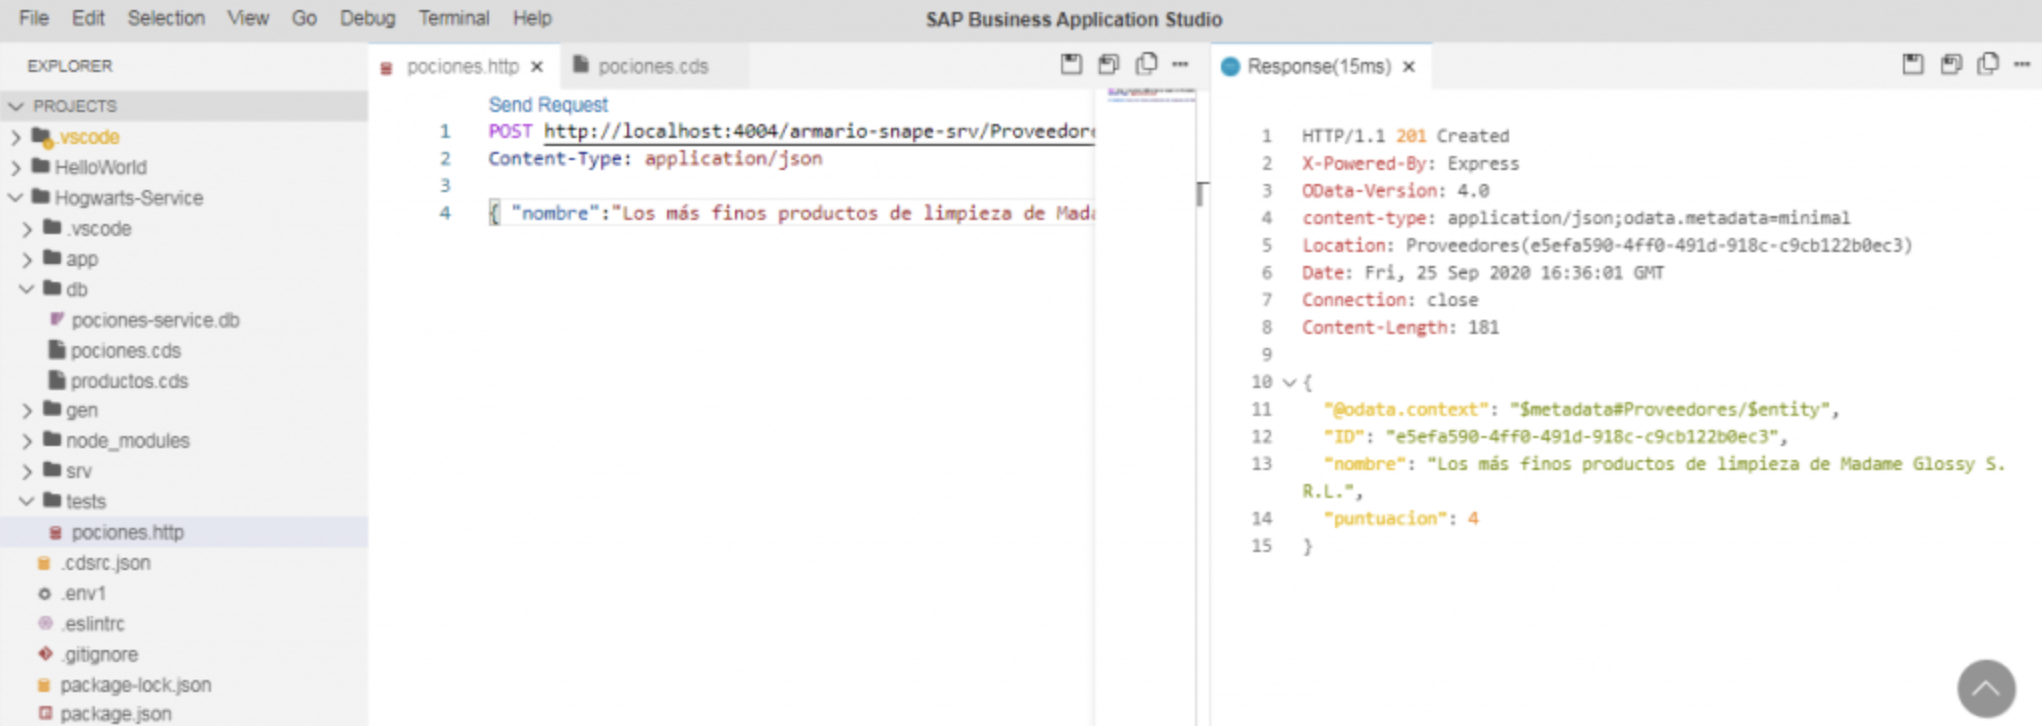 File Edit Selection View Go Debug Terminal Help
SAP Business Application Studio
EXPLORER
PROJECTS
.vscode
HelloWorld
Hogwarts-Service
.vscode
app
db
pociones-service.db
pociones.cds
productos.cds
gen
node_modules
srv
tests
pociones.http
.cdsrc.json
.env1
.eslintrc
.gitignore
package-lock.json
package.json
pociones.http
pociones.cds
Send Request
1 POST http://localhost:4004/armario-snape-srv/Proveedor
2 Content-Type: application/json
3
4 { "nombre":"Los más finos productos de limpieza de Mada
Response(15ms)
1 HTTP/1.1 201 Created
2 X-Powered-By: Express
3 OData-Version: 4.0
4 content-type: application/json;odata.metadata=minimal
5 Location: Proveedores(e5efa590-4ff0-491d-918c-c9cb122b0ec3)
6 Date: Fri, 25 Sep 2020 16:36:01 GMT
7 Connection: close
8 Content-Length: 181
9
10 {
11 "@odata.context": "$metadata#Proveedores/$entity",
12 "ID": "e5efa590-4ff0-491d-918c-c9cb122b0ec3",
13 "nombre": "Los más finos productos de limpieza de Madame Glossy S.
R.L.",
14 "puntuacion": 4
15 }